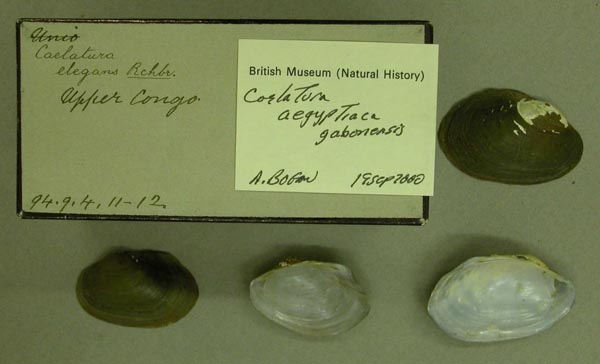 Unio
Caelatura
elegans Rchbr.
Upper Congo.
94.9.4.11-12.
British Museum (Natural History)
Coelatura
aegyptiaca
gabonensis
A. Bogan 19 Sep 2000